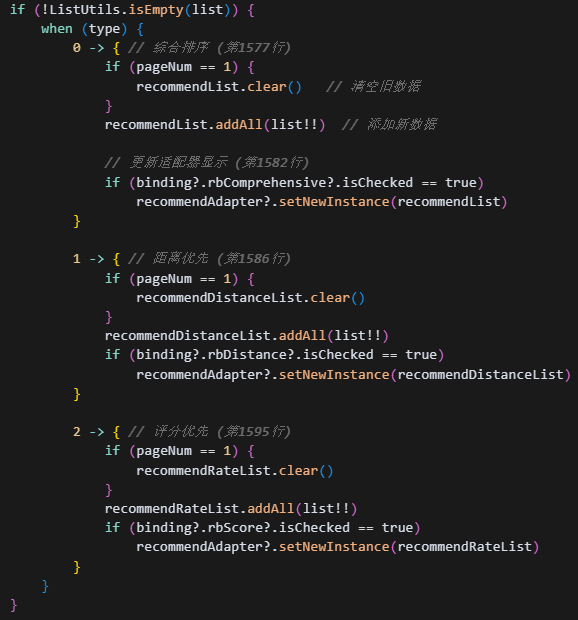 if (!ListUtils.isEmpty(list)) {
    when (type) {
        0 -> { // 综合排序 (第1577行)
            if (pageNum == 1) {
                recommendList.clear()   // 清空旧数据
            }
            recommendList.addAll(list!!)  // 添加新数据

            // 更新适配器显示 (第1582行)
            if (binding?.rbComprehensive?.isChecked == true)
                recommendAdapter?.setNewInstance(recommendList)
        }

        1 -> { // 距离优先 (第1586行)
            if (pageNum == 1) {
                recommendDistanceList.clear()
            }
            recommendDistanceList.addAll(list!!)
            if (binding?.rbDistance?.isChecked == true)
                recommendAdapter?.setNewInstance(recommendDistanceList)
        }

        2 -> { // 评分优先 (第1595行)
            if (pageNum == 1) {
                recommendRateList.clear()
            }
            recommendRateList.addAll(list!!)
            if (binding?.rbScore?.isChecked == true)
                recommendAdapter?.setNewInstance(recommendRateList)
        }
    }
}